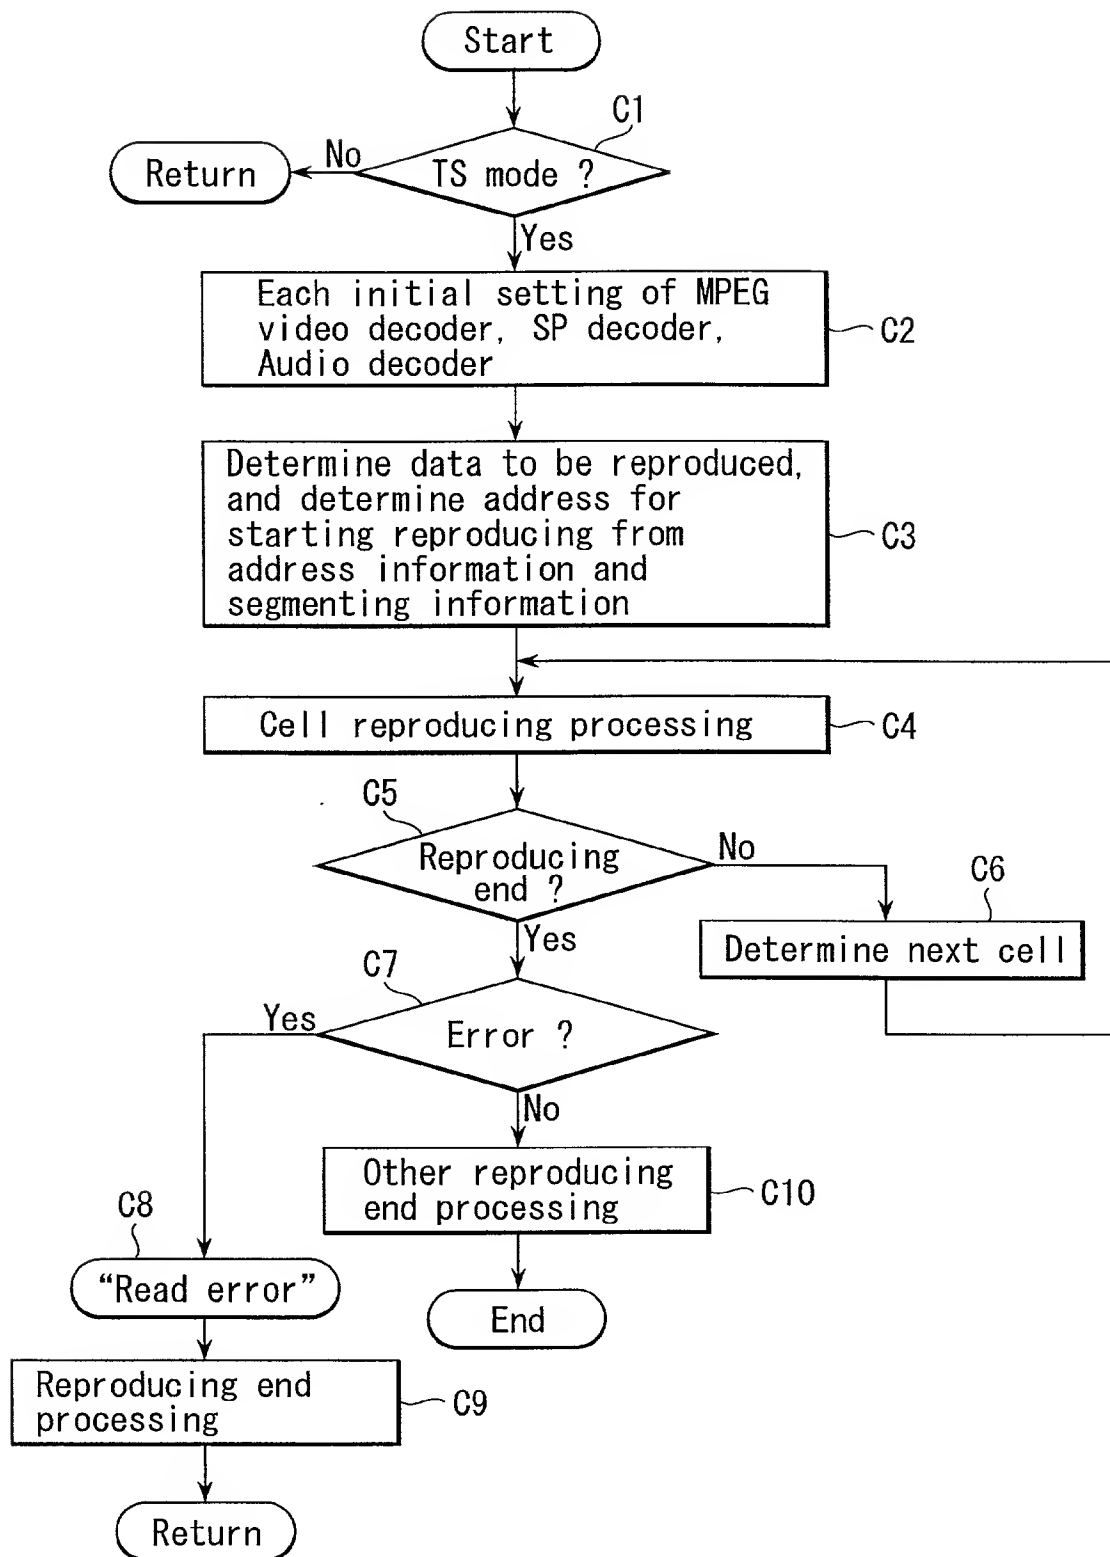 Start
C1
No
Return
TS mode ?
Yes
Each initial setting of MPEG
video decoder, SP decoder,
Audio decoder
C2
Determine data to be reproduced,
and determine address for
starting reproducing from
address information and
segmenting information
C3
Cell reproducing processing
C4
C5
Reproducing
end ?
No
C6
Determine next cell
Yes
C7
Yes
Error ?
No
Other reproducing
end processing
C10
C8
“Read error”
End
Reproducing end
processing
C9
Return